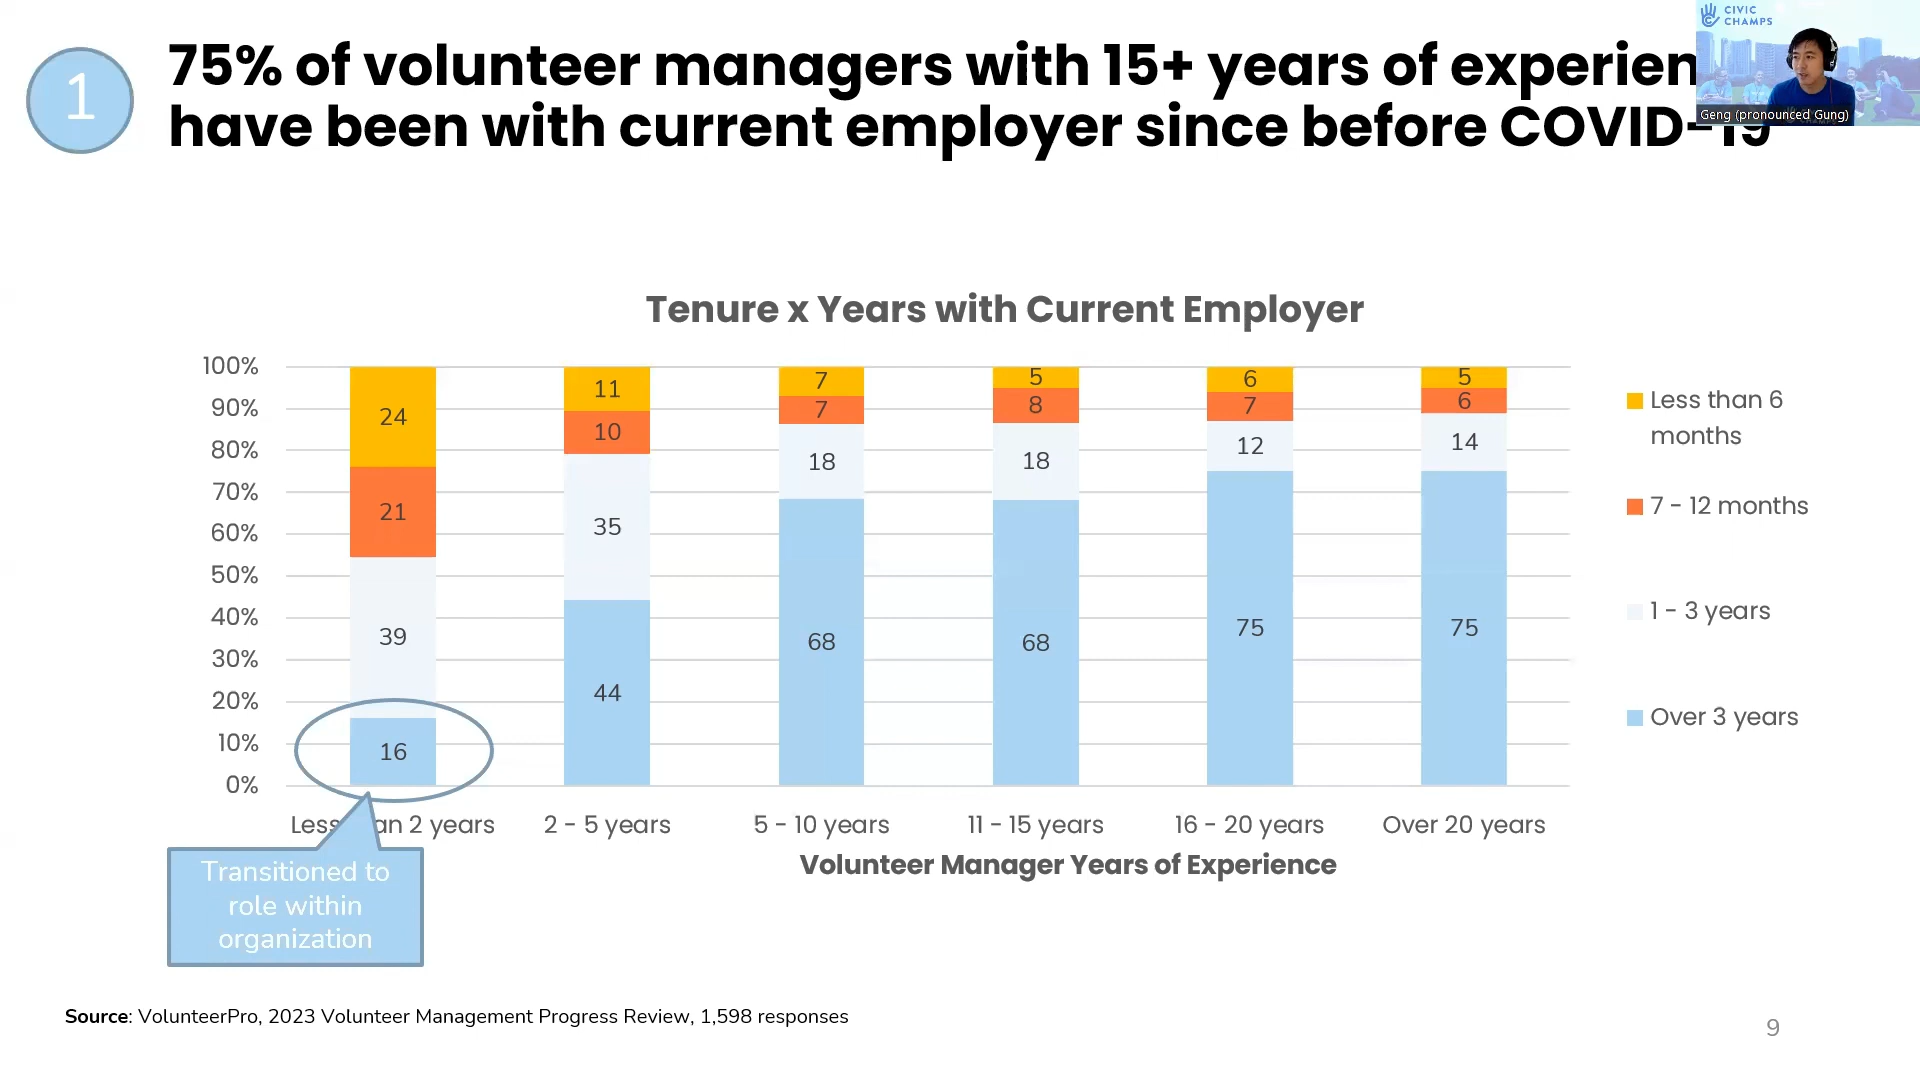 1
75% of volunteer managers with 15+ years of experien
have been with current employer since before COVID-19
CIVIC
CHAMPS
Geng (pronounced Gung)
Tenure x Years with Current Employer
100%
90%
80%
70%
60%
50%
40%
30%
20%
10%
0%
24
21
39
16
11
10
35
44
7
7
18
68
5
8
18
68
6
7
12
75
5
6
14
75
Less than 6
months
7 - 12 months
1 - 3 years
Over 3 years
Less an 2 years
2 - 5 years
5 - 10 years
11 - 15 years
16 - 20 years
Over 20 years
Volunteer Manager Years of Experience
Transitioned to
role within
organization
Source: VolunteerPro, 2023 Volunteer Management Progress Review, 1,598 responses
9